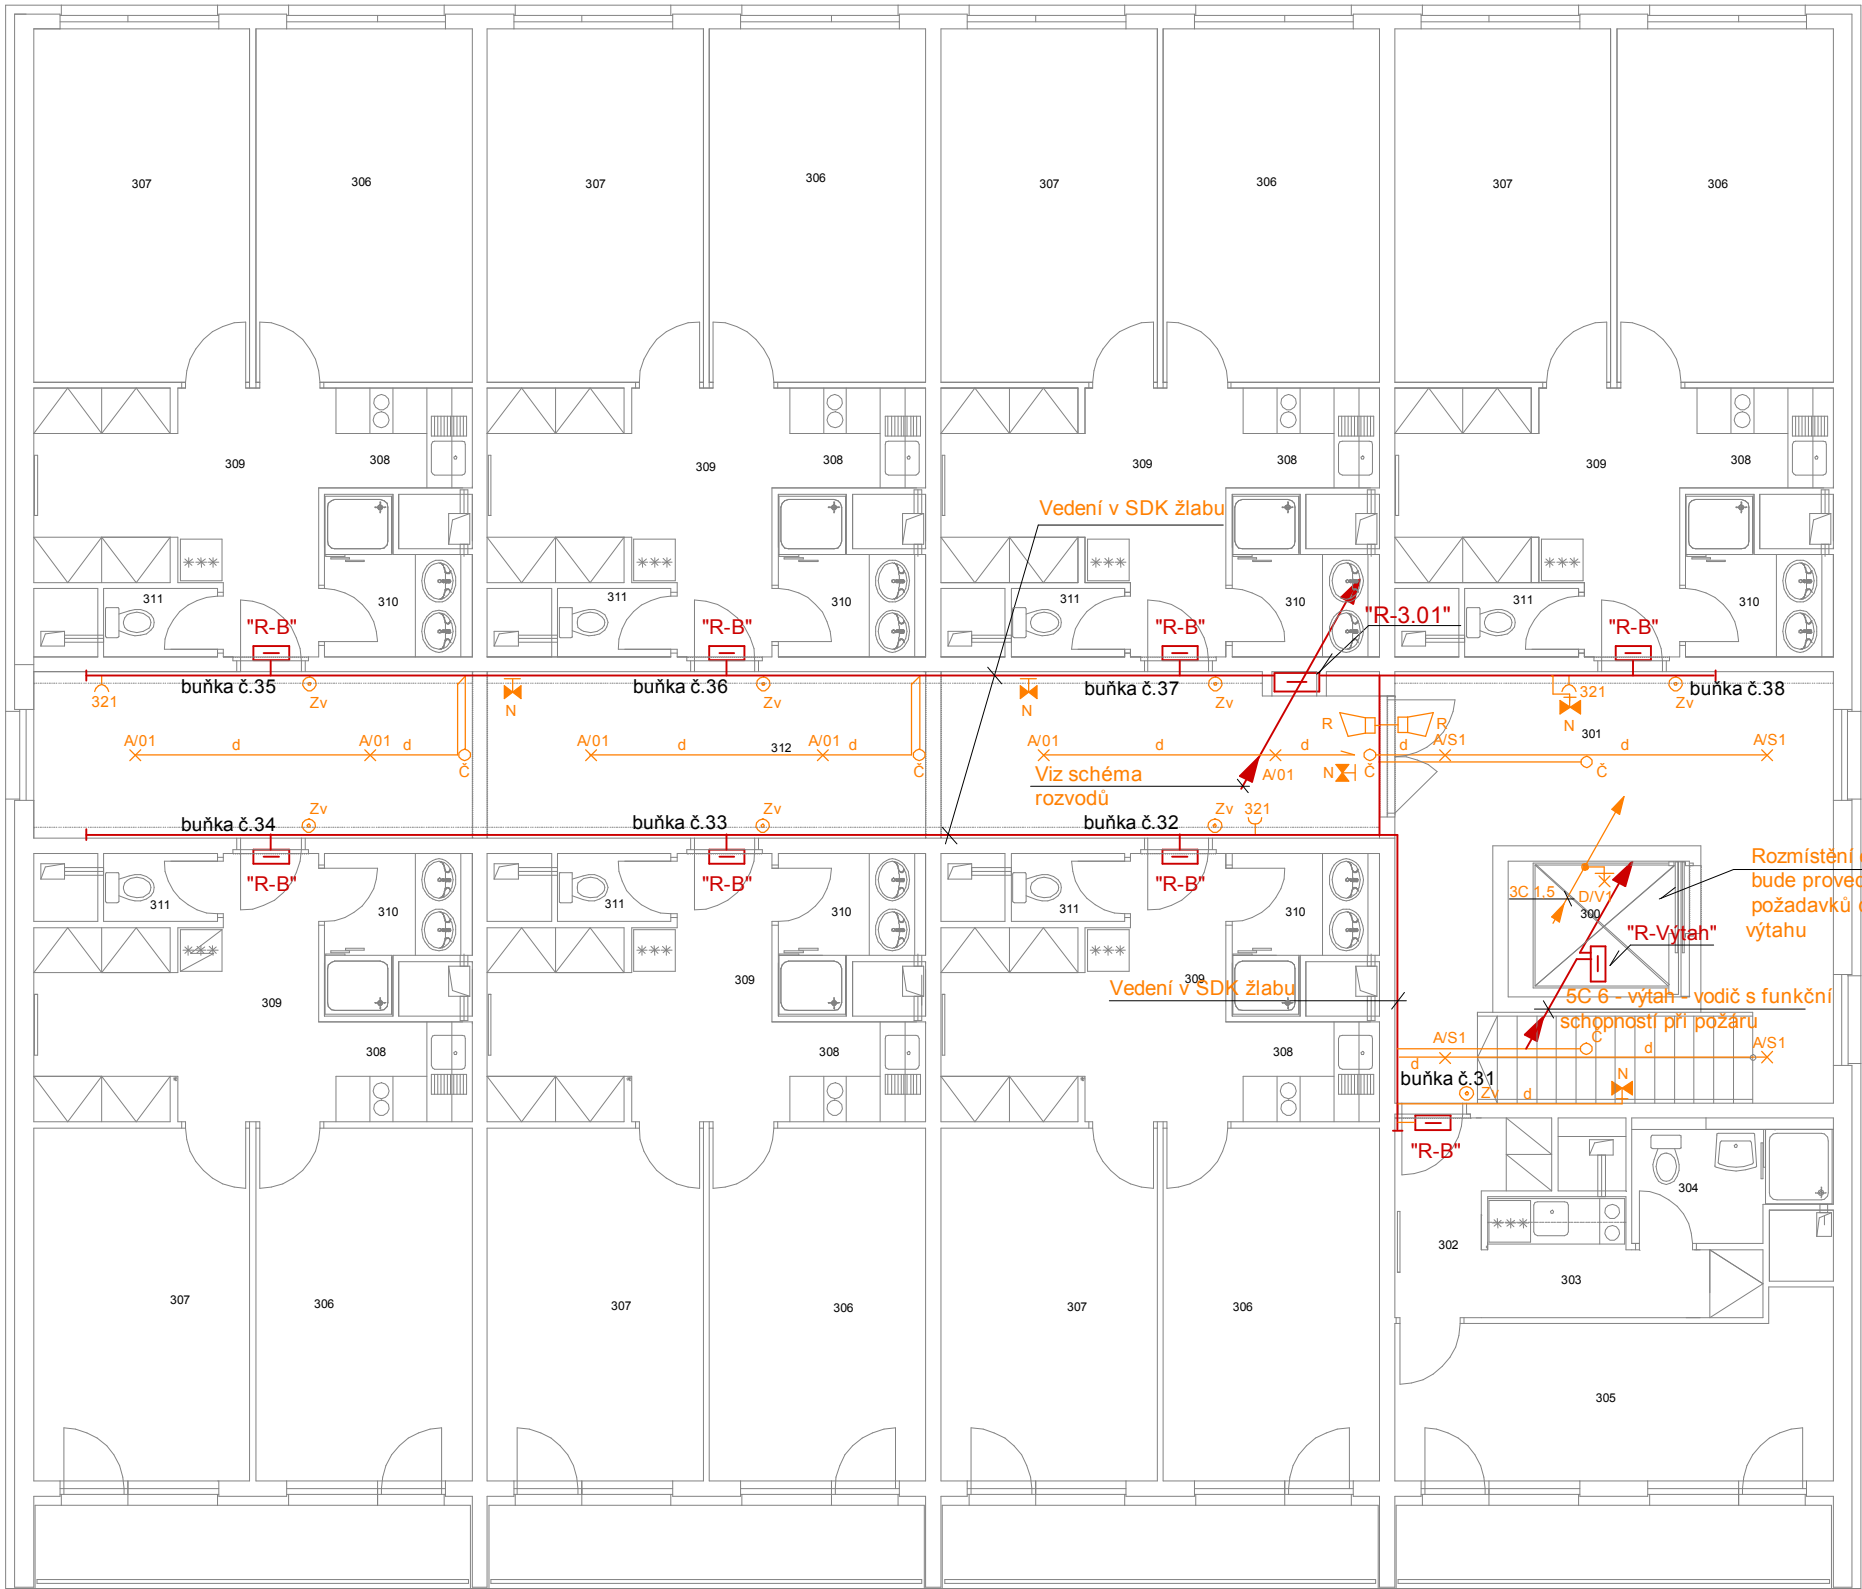 307
306
307
306
307
306
307
306
309
308
309
308
309
308
309
308
Vedení v SDK žlabu
311
310
311
310
311
310
311
310
"R-3.01"
"R-B"
"R-B"
"R-B"
"R-B"
buňka č.35
buňka č.36
buňka č.37
buňka č.38
321
Zv
N
Zv
N
Zv
321
N
Zv
R
R
301
A/01
d
A/01
d
Č
A/01
d
312
A/01
d
Č
A/01
d
A/01
d
N
Č
d
A/S1
d
Č
A/S1
Viz schéma
rozvodů
Zv
Zv
Zv
321
buňka č.34
buňka č.33
buňka č.32
"R-B"
"R-B"
"R-B"
Rozmístění
bude
požadavků
výtahu
3C 1.5
D/V1
300
"R-Výtah"
311
310
311
310
311
310
309
309
309
Vedení v SDK žlabu
5C 6 - výtah - vodič s funkční
schopností při požáru
308
308
308
A/S1
d
Č
d
A/S1
buňka č.31
Zv
d
N
"R-B"
304
302
303
307
306
307
306
307
306
305